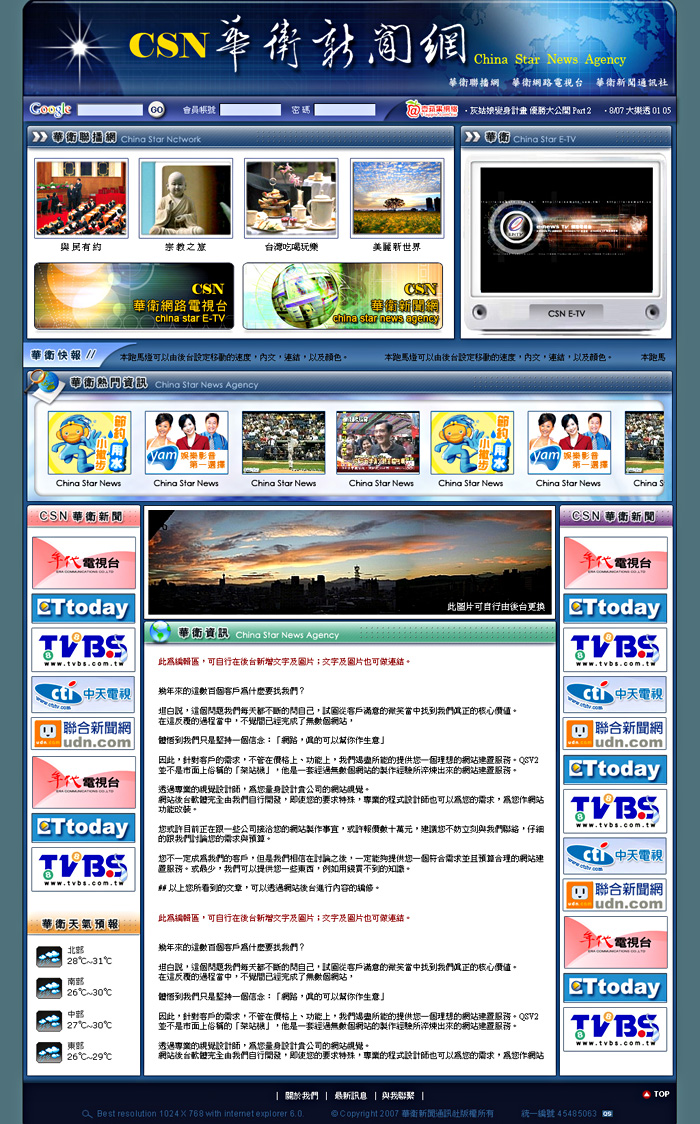 CSN 華衛新聞網
China Star News Agency
華衛聯播網 華衛網路電視台 華衛新聞通訊社
Google GO 會員帳號 密碼
‧灰姑娘變身計畫 優勝大公開 Part 2 ‧8/07 大樂透 01 05
華衛聯播網 China Star Network
華衛 China Star E-TV
與民有約 宗教之旅 台灣吃喝玩樂 美麗新世界
CSN
華衛網路電視台
china star E-TV
CSN
華衛新聞網
china star news agency
CSN E-TV
華衛快報 //
本跑馬燈可以由後台設定移動的速度,內文,連結,以及顏色。 本跑馬燈可以由後台設定移動的速度,內文,連結,以及顏色。 本跑馬
華衛熱門資訊 China Star News Agency
節約用水 小撇步
yam 娛樂影音 第一選擇
節約用水 小撇步
yam 娛樂影音 第一選擇
China Star News China Star News China Star News China Star News China Star News China Star News China S
CSN 華衛新聞
年代電視台
ETtoday
TVBS
www.tvbs.com.tw
cti 中天電視
聯合新聞網
udn.com
年代電視台
ETtoday
TVBS
www.tvbs.com.tw
華衛天氣預報
北部
28℃~31℃
南部
26℃~30℃
中部
27℃~30℃
東部
26℃~29℃
此圖片可自行由後台更換
華衛資訊 China Star News Agency
此為編輯區,可自行在後台新增文字及圖片;文字及圖片也可做連結。
幾年來的這數百個客戶為什麼要找我們?
坦白說,這個問題我們每天都不斷的問自己,試圖從客戶滿意的微笑當中找到我們真正的核心價值。
在這反覆的過程當中,不覺間已經完成了無數個網站,
體悟到我們只是堅持一個信念:「網路,真的可以幫你作生意」
因此,針對客戶的需求,不管在價格上、功能上,我們竭盡所能的提供您一個理想的網站建置服務。QSV2
並不是市面上俗稱的「架站機」,他是一套經過無數個網站的製作經驗所淬煉出來的網站建置服務。
透過專業的視覺設計師,為您量身設計貴公司的網站視覺。
網站後台軟體完全由我們自行開發,即使您的要求特殊,專業的程式設計師也可以為您的需求,為您作網站
功能改裝。
您或許目前正在跟一些公司接洽您的網站製作事宜,或許報價數十萬元,建議您不妨立刻與我們聯絡,仔細
的跟我們討論您的需求與預算。
您不一定成為我們的客戶,但是我們相信在討論之後,一定能夠提供您一個符合需求並且預算合理的網站建
置服務。或最少,我們可以提供您一些東西,例如用錢買不到的知識。
## 以上您所看到的文章,可以透過網站後台進行內容的編修。
此為編輯區,可自行在後台新增文字及圖片;文字及圖片也可做連結。
幾年來的這數百個客戶為什麼要找我們?
坦白說,這個問題我們每天都不斷的問自己,試圖從客戶滿意的微笑當中找到我們真正的核心價值。
在這反覆的過程當中,不覺間已經完成了無數個網站,
體悟到我們只是堅持一個信念:「網路,真的可以幫你作生意」
因此,針對客戶的需求,不管在價格上、功能上,我們竭盡所能的提供您一個理想的網站建置服務。QSV2
並不是市面上俗稱的「架站機」,他是一套經過無數個網站的製作經驗所淬煉出來的網站建置服務。
透過專業的視覺設計師,為您量身設計貴公司的網站視覺。
網站後台軟體完全由我們自行開發,即使您的要求特殊,專業的程式設計師也可以為您的需求,為您作網站
CSN 華衛新聞
年代電視台
ETtoday
TVBS
www.tvbs.com.tw
cti 中天電視
聯合新聞網
udn.com
ETtoday
TVBS
www.tvbs.com.tw
cti 中天電視
聯合新聞網
udn.com
年代電視台
ETtoday
TVBS
www.tvbs.com.tw
| 關於我們 | 最新訊息 | 與我聯繫 |
TOP
Best resolution 1024 X 768 with internet explorer 6.0. © Copyright 2007 華衛新聞通訊社版權所有 統一編號 45485063 QS